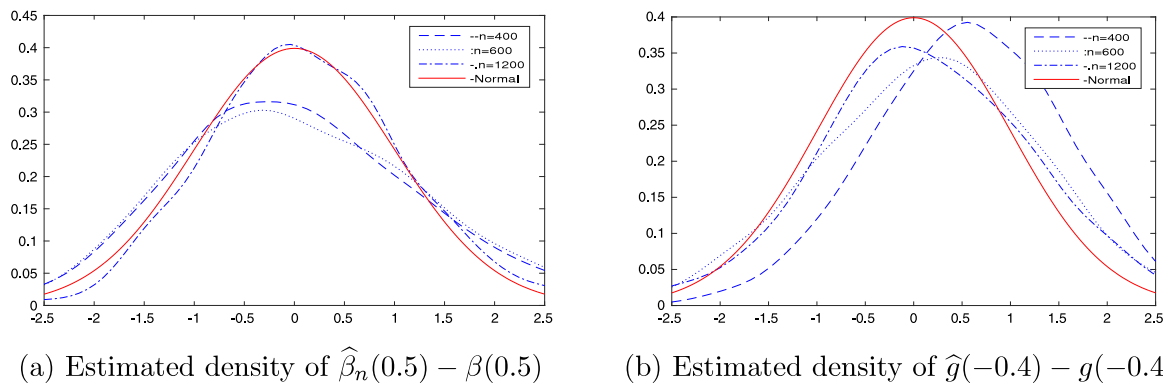 0.45
0.4
0.35
0.3
0.25
0.2
0.15
0.1
0.05
0
-2.5 -2 -1.5 -1 -0.5 0 0.5 1 1.5 2 2.5
--n=400
:n=600
-.n=1200
-Normal
(a) Estimated density of β̂ₙ(0.5) − β(0.5)
0.4
0.35
0.3
0.25
0.2
0.15
0.1
0.05
0
-2.5 -2 -1.5 -1 -0.5 0 0.5 1 1.5 2 2.5
--n=400
:n=600
-.n=1200
-Normal
(b) Estimated density of ĝ(−0.4) − g(−0.4